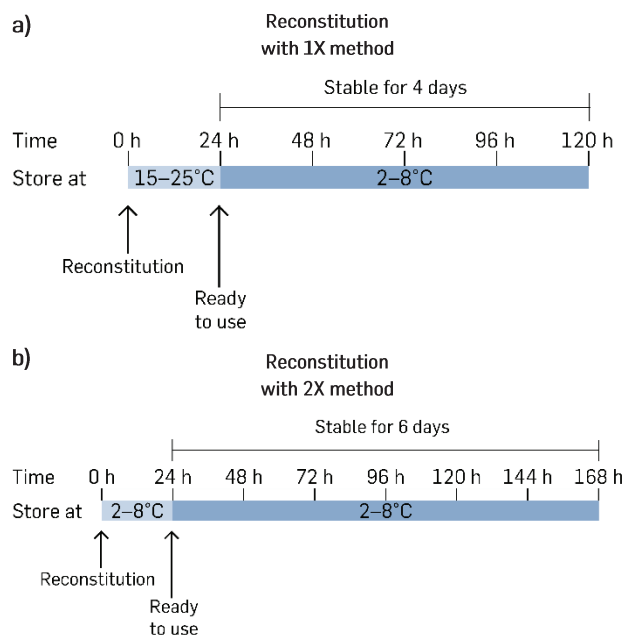 a)
Reconstitution
with 1X method
Stable for 4 days
Time 0 h 24 h 48 h 72 h 96 h 120 h
Store at 15–25°C 2–8°C
Reconstitution
Ready
to use
b)
Reconstitution
with 2X method
Stable for 6 days
Time 0 h 24 h 48 h 72 h 96 h 120 h 144 h 168 h
Store at 2–8°C 2–8°C
Reconstitution
Ready
to use